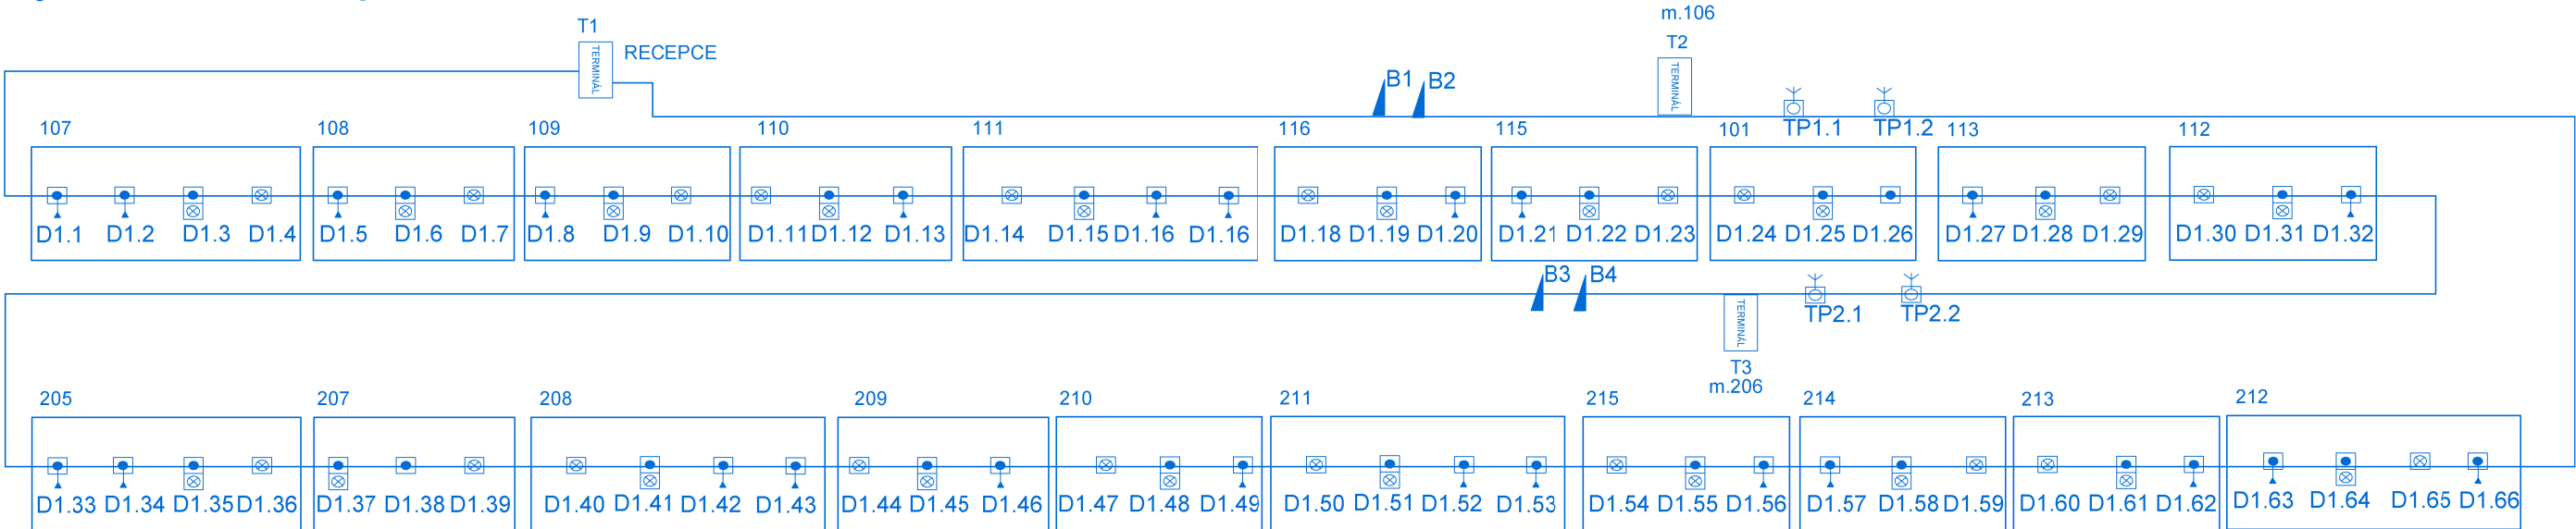 m.106
T1
T2
RECEPCE
TERMINÁL
TERMINÁL
B1 B2
107 108 109 110 111 116 115 101 TP1.1 TP1.2 113 112
D1.1 D1.2 D1.3 D1.4 D1.5 D1.6 D1.7 D1.8 D1.9 D1.10 D1.11 D1.12 D1.13 D1.14 D1.15 D1.16 D1.16 D1.18 D1.19 D1.20 D1.21 D1.22 D1.23 D1.24 D1.25 D1.26 D1.27 D1.28 D1.29 D1.30 D1.31 D1.32
B3 B4
TERMINÁL
TP2.1 TP2.2
T3
m.206
205 207 208 209 210 211 215 214 213 212
D1.33 D1.34 D1.35 D1.36 D1.37 D1.38 D1.39 D1.40 D1.41 D1.42 D1.43 D1.44 D1.45 D1.46 D1.47 D1.48 D1.49 D1.50 D1.51 D1.52 D1.53 D1.54 D1.55 D1.56 D1.57 D1.58 D1.59 D1.60 D1.61 D1.62 D1.63 D1.64 D1.65 D1.66